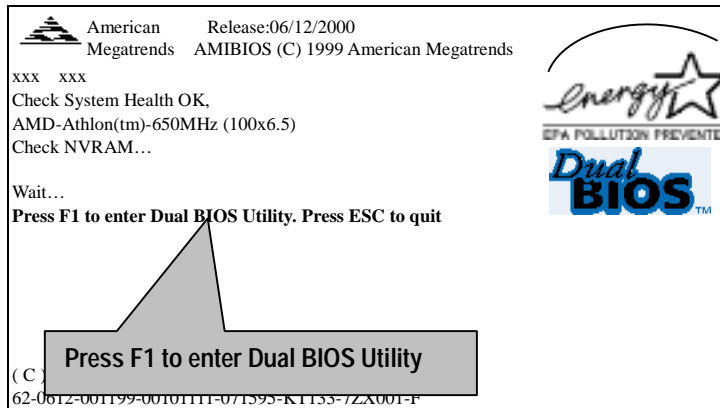 American Release:06/12/2000
Megatrends AMIBIOS (C) 1999 American Megatrends
xxx xxx
Check System Health OK,
AMD-Athlon(tm)-650MHz (100x6.5)
Check NVRAM…
Wait…
Press F1 to enter Dual BIOS Utility. Press ESC to quit
energy
EPA POLLUTION PREVENTE
Dual
BIOS TM
Press F1 to enter Dual BIOS Utility
( C )
62-0612-001199-00101111-071595-KT133-7ZX001-F